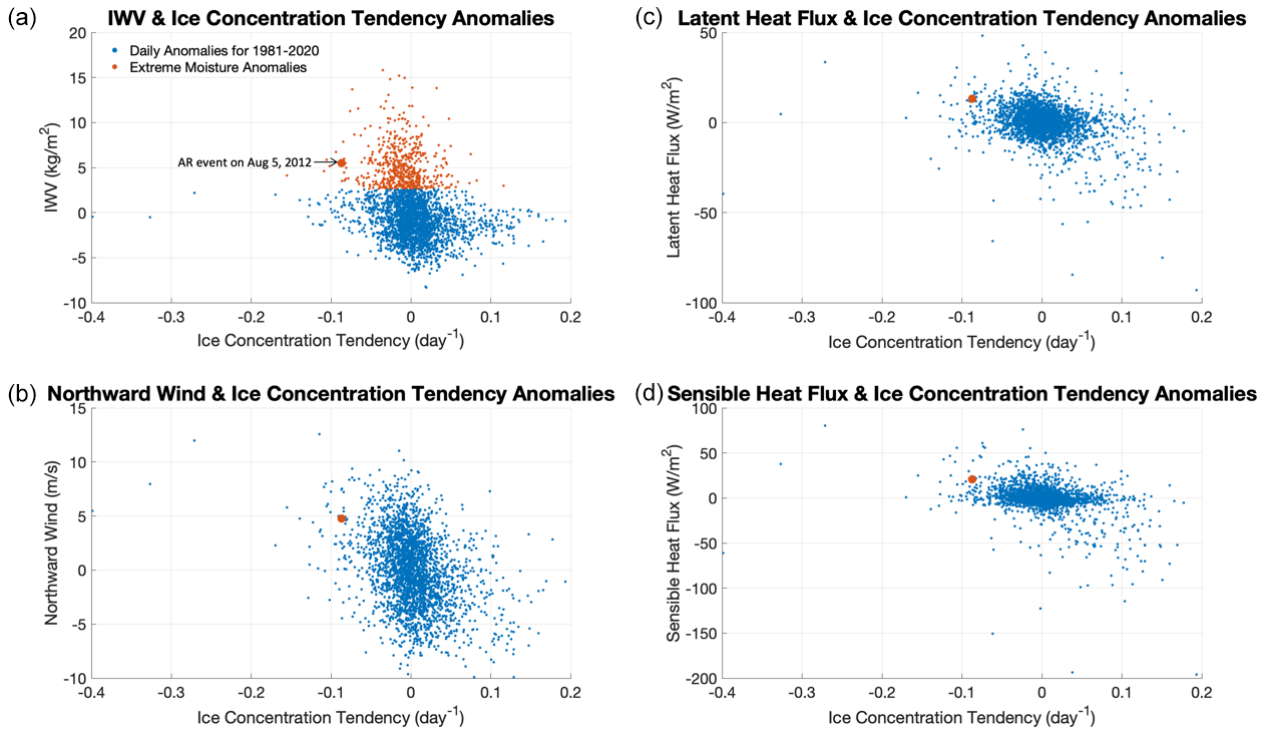 (a)
IWV & Ice Concentration Tendency Anomalies
20
15
10
5
0
-5
-10
IWV (kg/m²)
Daily Anomalies for 1981-2020
Extreme Moisture Anomalies
AR event on Aug 5, 2012
-0.4 -0.3 -0.2 -0.1 0 0.1 0.2
Ice Concentration Tendency (day⁻¹)
(b)
Northward Wind & Ice Concentration Tendency Anomalies
15
10
5
0
-5
-10
Northward Wind (m/s)
-0.4 -0.3 -0.2 -0.1 0 0.1 0.2
Ice Concentration Tendency (day⁻¹)
(c)
Latent Heat Flux & Ice Concentration Tendency Anomalies
50
0
-50
-100
Latent Heat Flux (W/m²)
-0.4 -0.3 -0.2 -0.1 0 0.1 0.2
Ice Concentration Tendency (day⁻¹)
(d)
Sensible Heat Flux & Ice Concentration Tendency Anomalies
100
50
0
-50
-100
-150
-200
Sensible Heat Flux (W/m²)
-0.4 -0.3 -0.2 -0.1 0 0.1 0.2
Ice Concentration Tendency (day⁻¹)